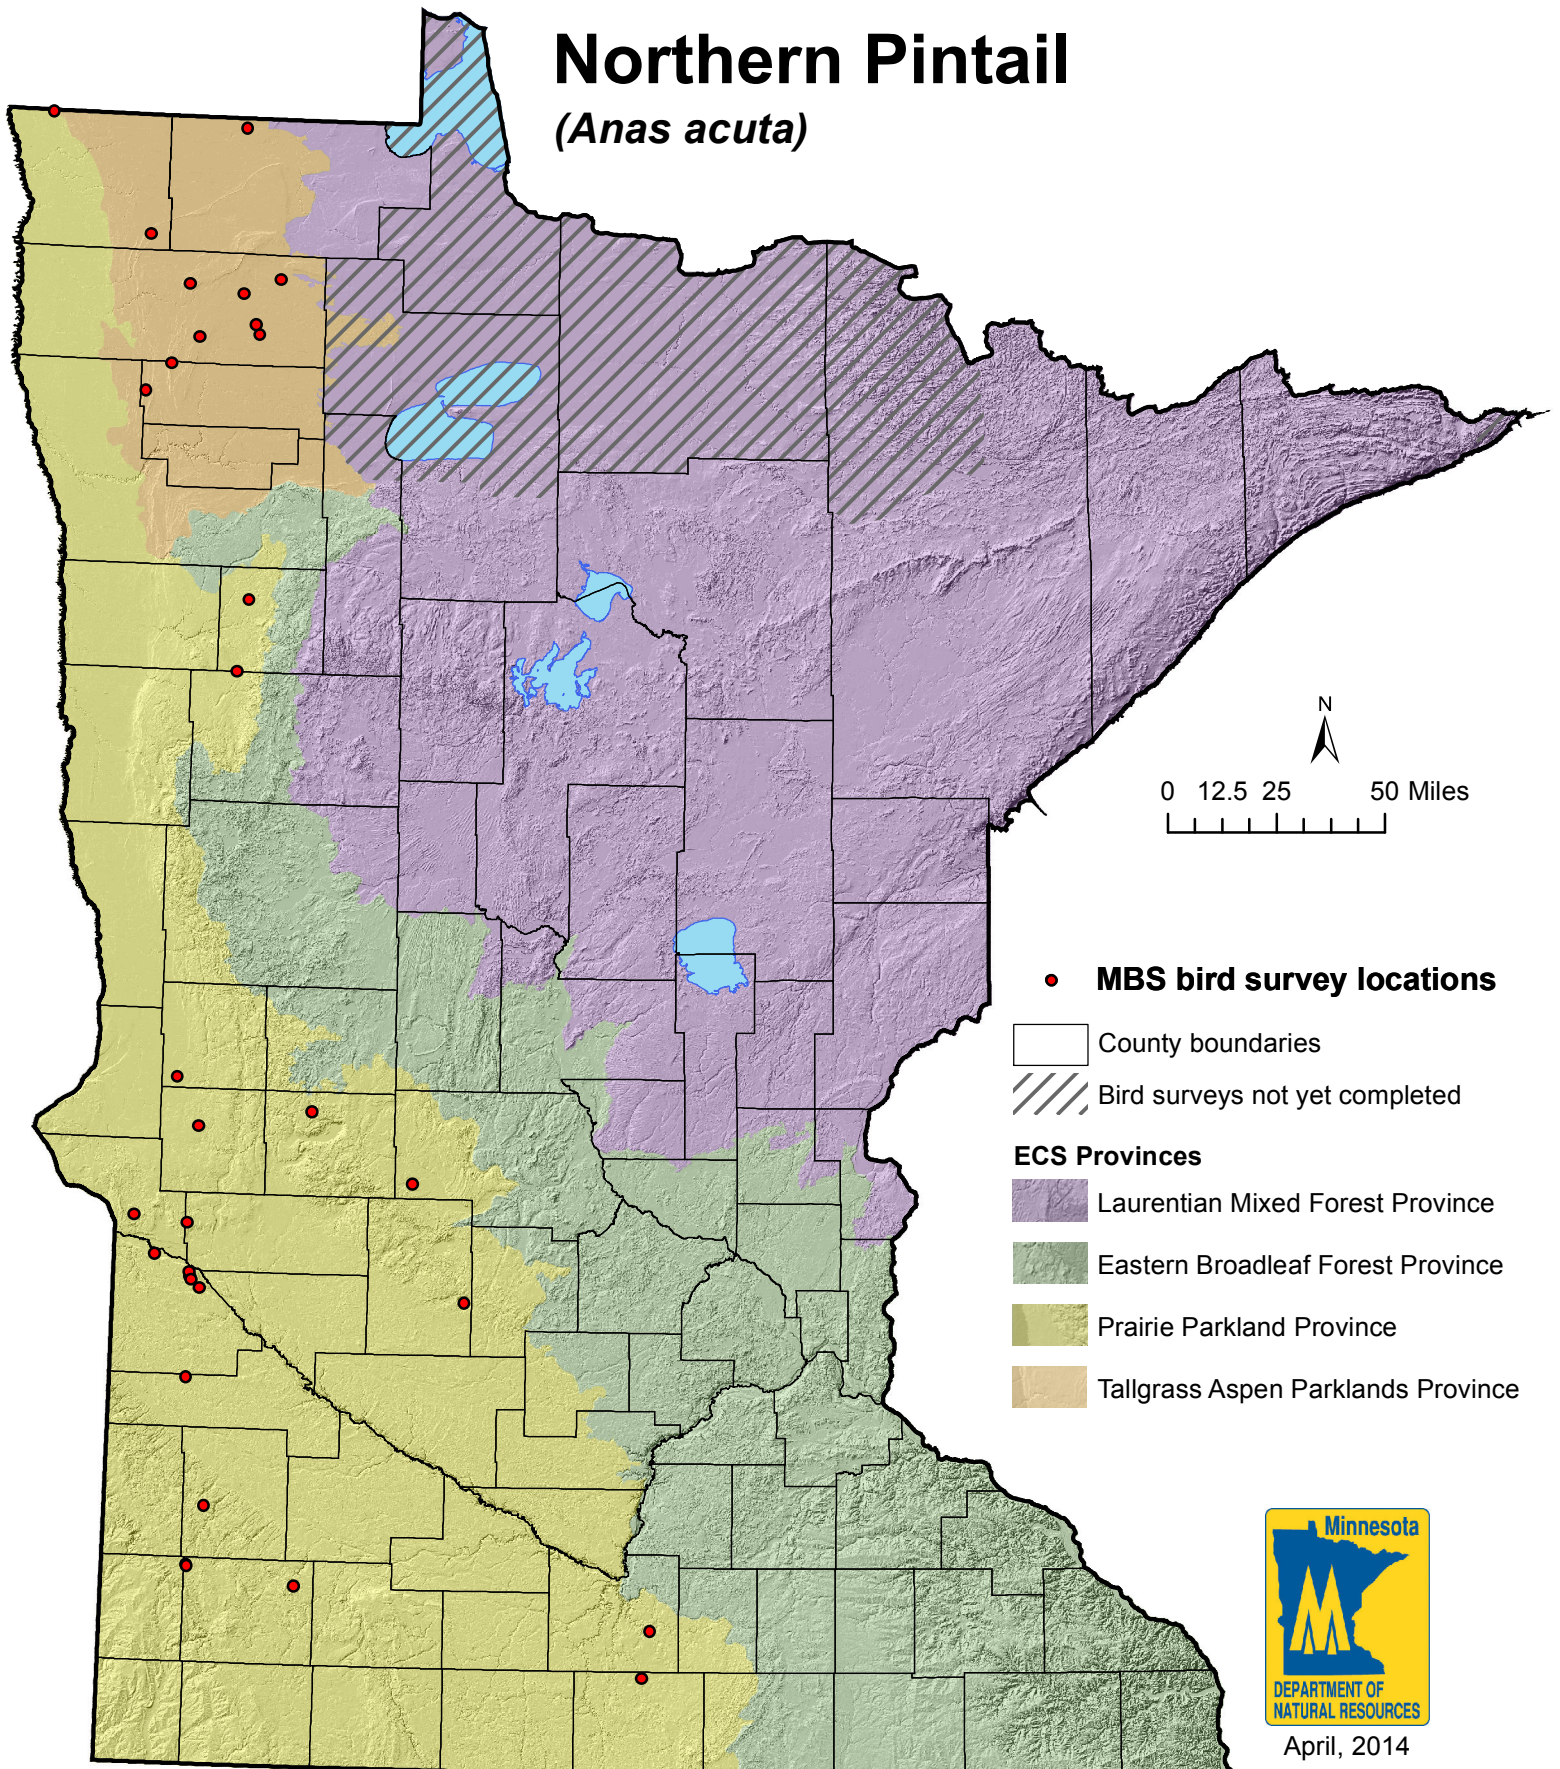 Northern Pintail
(Anas acuta)
N
0 12.5 25 50 Miles
MBS bird survey locations
County boundaries
Bird surveys not yet completed
ECS Provinces
Laurentian Mixed Forest Province
Eastern Broadleaf Forest Province
Prairie Parkland Province
Tallgrass Aspen Parklands Province
Minnesota
DEPARTMENT OF
NATURAL RESOURCES
April, 2014